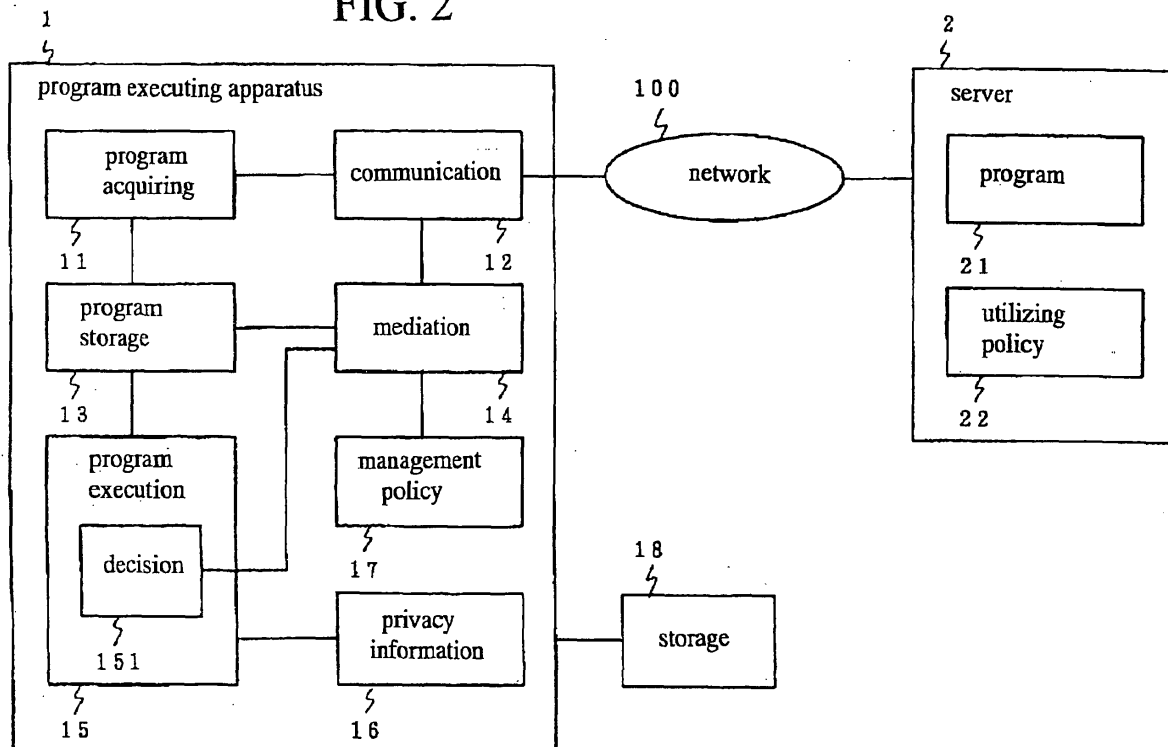 FIG. 2
1
program executing apparatus
program
acquiring
11
communication
12
program
storage
13
mediation
14
program
execution
decision
151
15
management
policy
17
privacy
information
16
100
network
18
storage
2
server
program
21
utilizing
policy
22